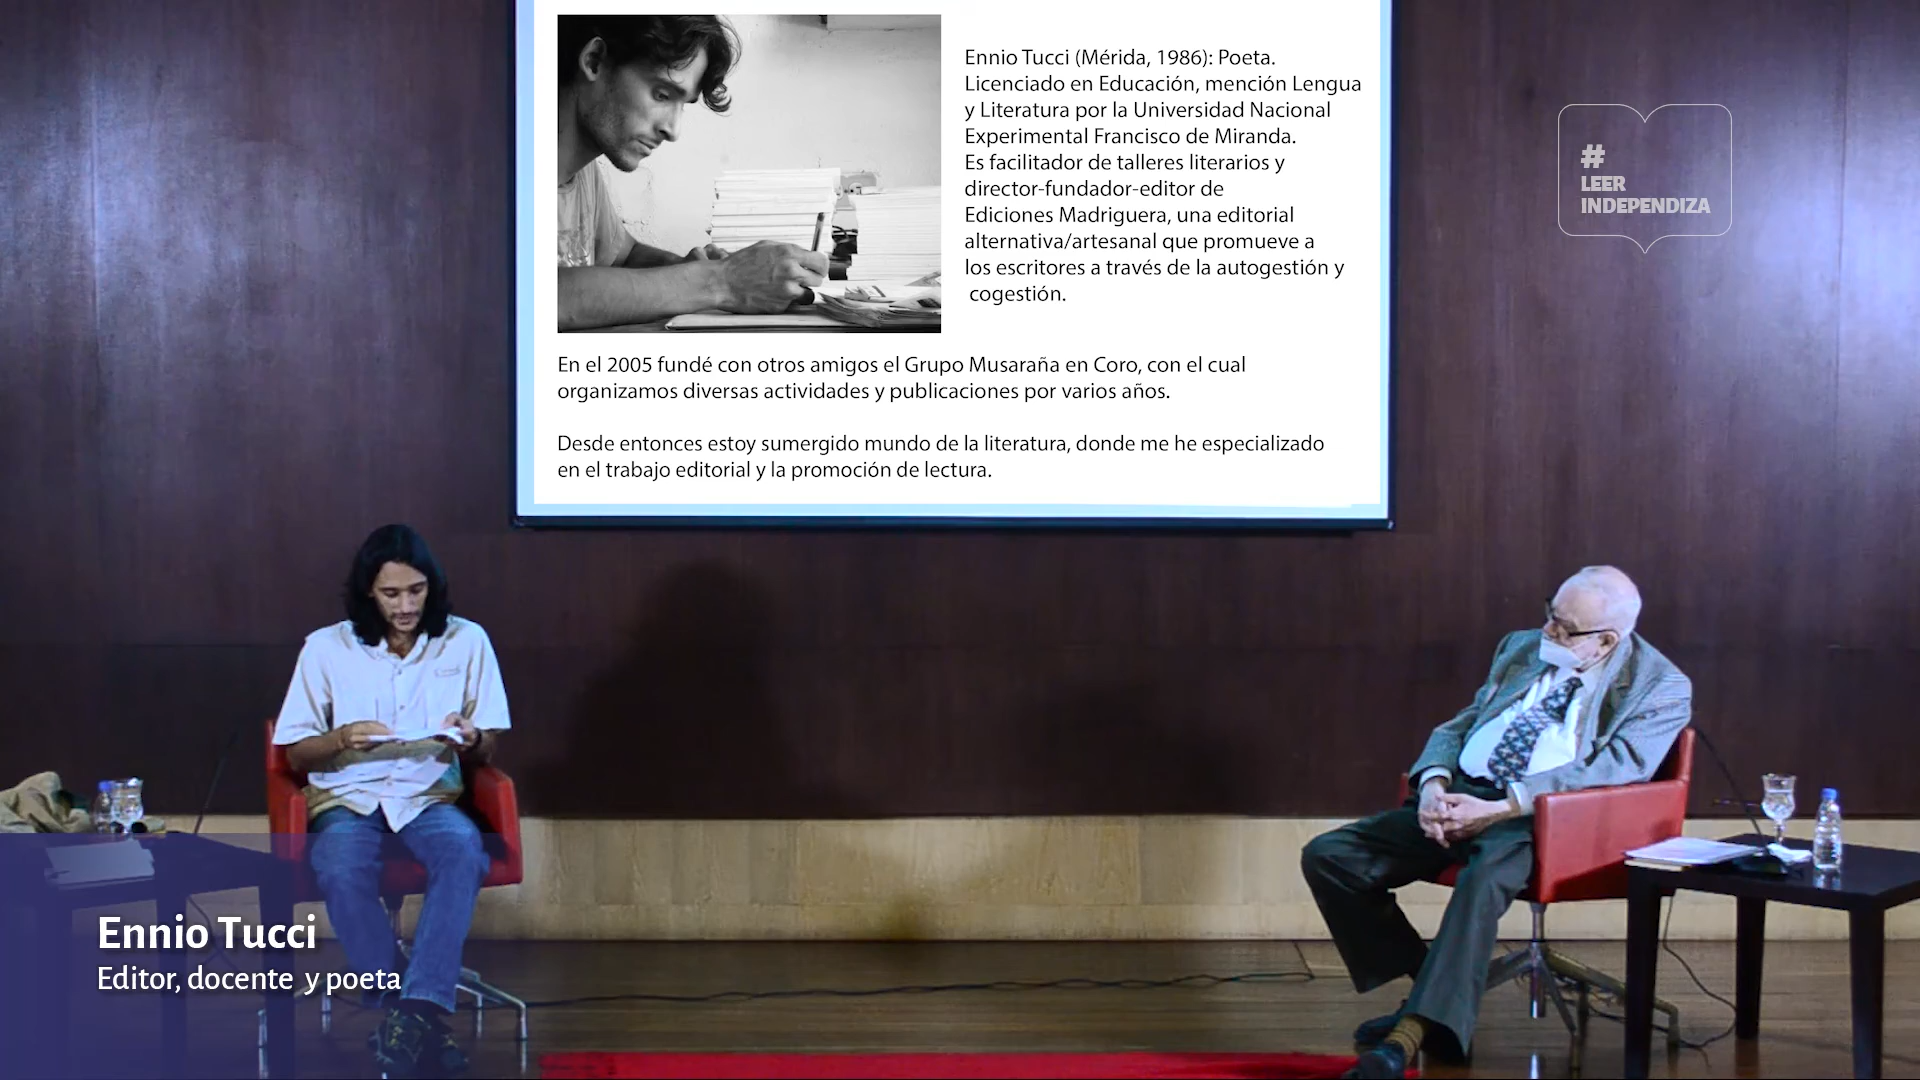 Ennio Tucci (Mérida, 1986): Poeta.
Licenciado en Educación, mención Lengua
y Literatura por la Universidad Nacional
Experimental Francisco de Miranda.
Es facilitador de talleres literarios y
director-fundador-editor de
Ediciones Madriguera, una editorial
alternativa/artesanal que promueve a
los escritores a través de la autogestión y
cogestión.
En el 2005 fundé con otros amigos el Grupo Musaraña en Coro, con el cual
organizamos diversas actividades y publicaciones por varios años.
Desde entonces estoy sumergido mundo de la literatura, donde me he especializado
en el trabajo editorial y la promoción de lectura.
#
LEER
INDEPENDIZA
Ennio Tucci
Editor, docente y poeta